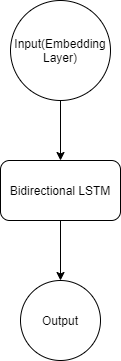 Input(Embedding
Layer)
Bidirectional LSTM
Output